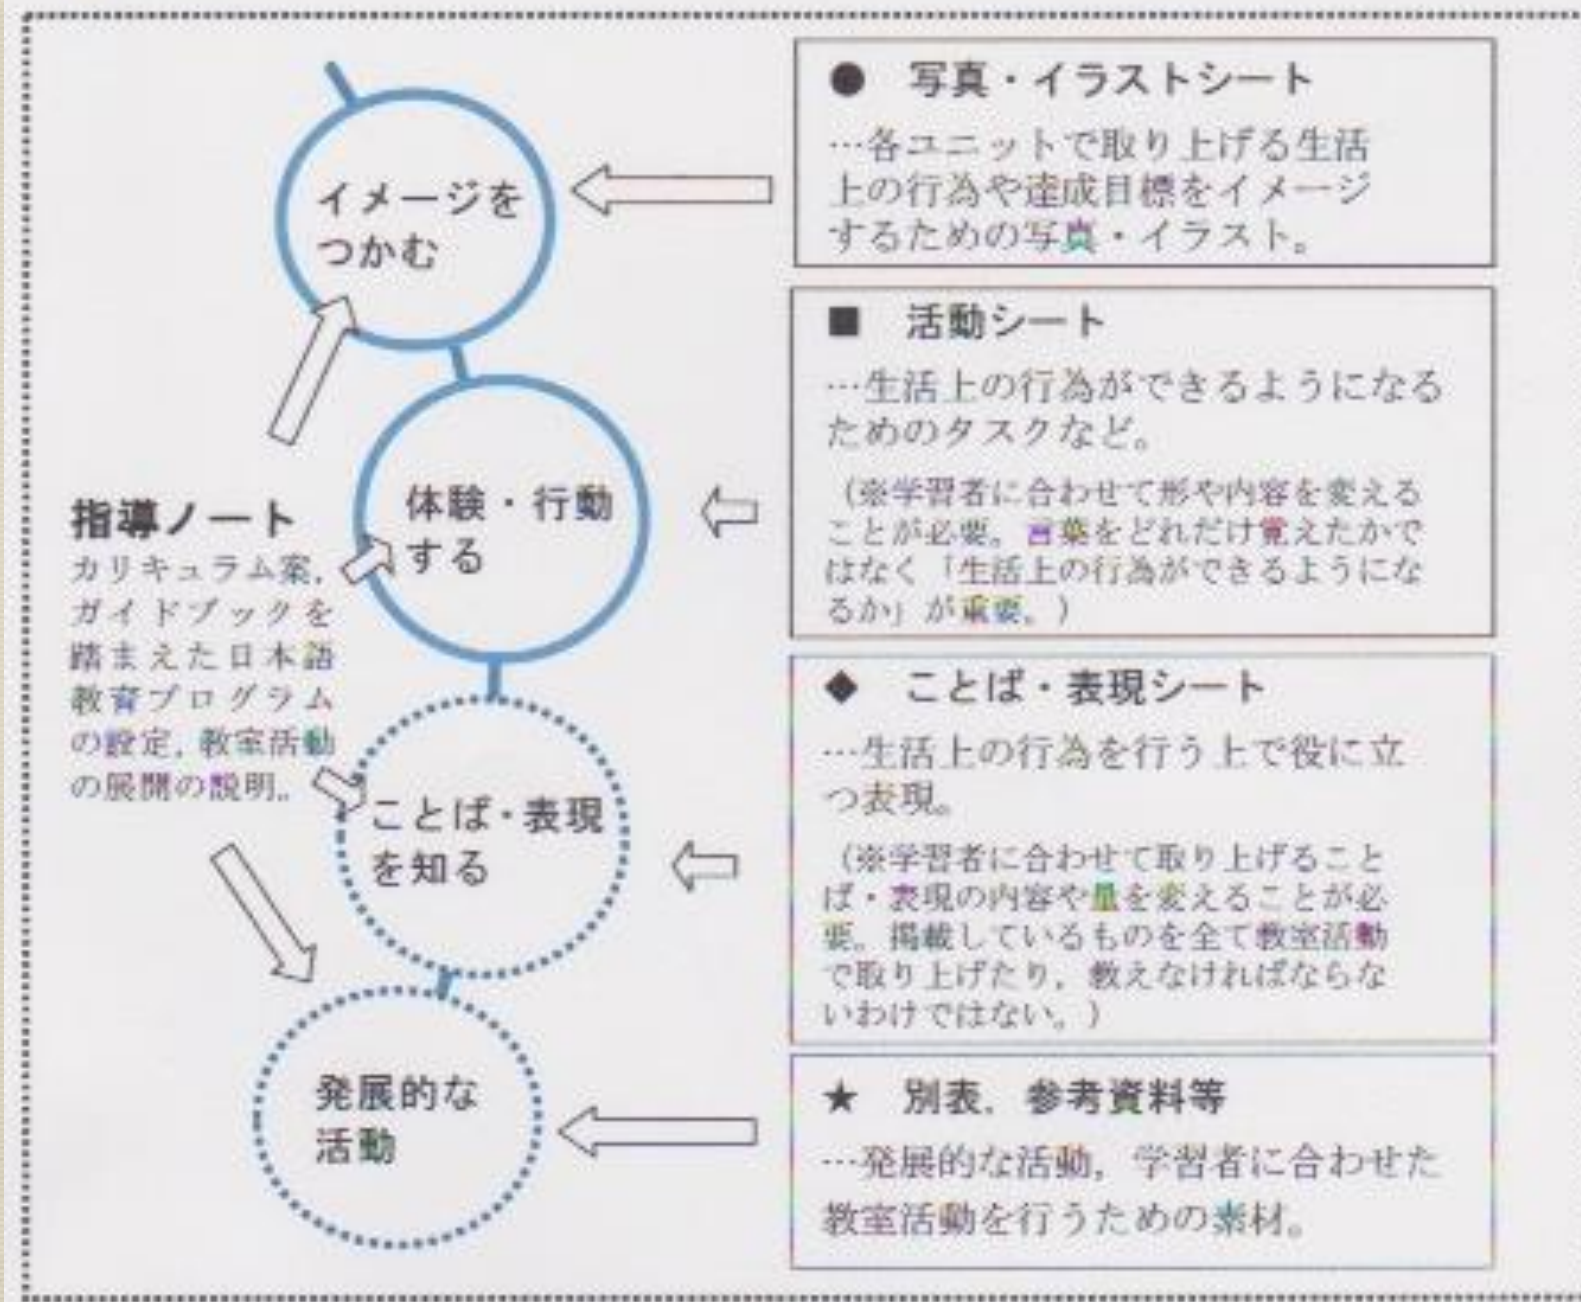 イメージを
つかむ
体験・行動
する
ことば・表現
を知る
発展的な
活動
指導ノート
カリキュラム案，
ガイドブックを
踏まえた日本語
教育プログラム
の設定，教室活動
の展開の説明。
● 写真・イラストシート
…各ユニットで取り上げる生活
上の行為や達成目標をイメージ
するための写真・イラスト。
■ 活動シート
…生活上の行為ができるようになる
ためのタスクなど。
（※学習者に合わせて形や内容を変える
ことが必要。言葉をどれだけ覚えたかで
はなく「生活上の行為ができるようにな
るか」が重要。）
◆ ことば・表現シート
…生活上の行為を行う上で役に立
つ表現。
（※学習者に合わせて取り上げること
ば・表現の内容や量を変えることが必
要。掲載しているものを全て教室活動
で取り上げたり，教えなければならな
いわけではない。）
★ 別表，参考資料等
…発展的な活動，学習者に合わせた
教室活動を行うための素材。